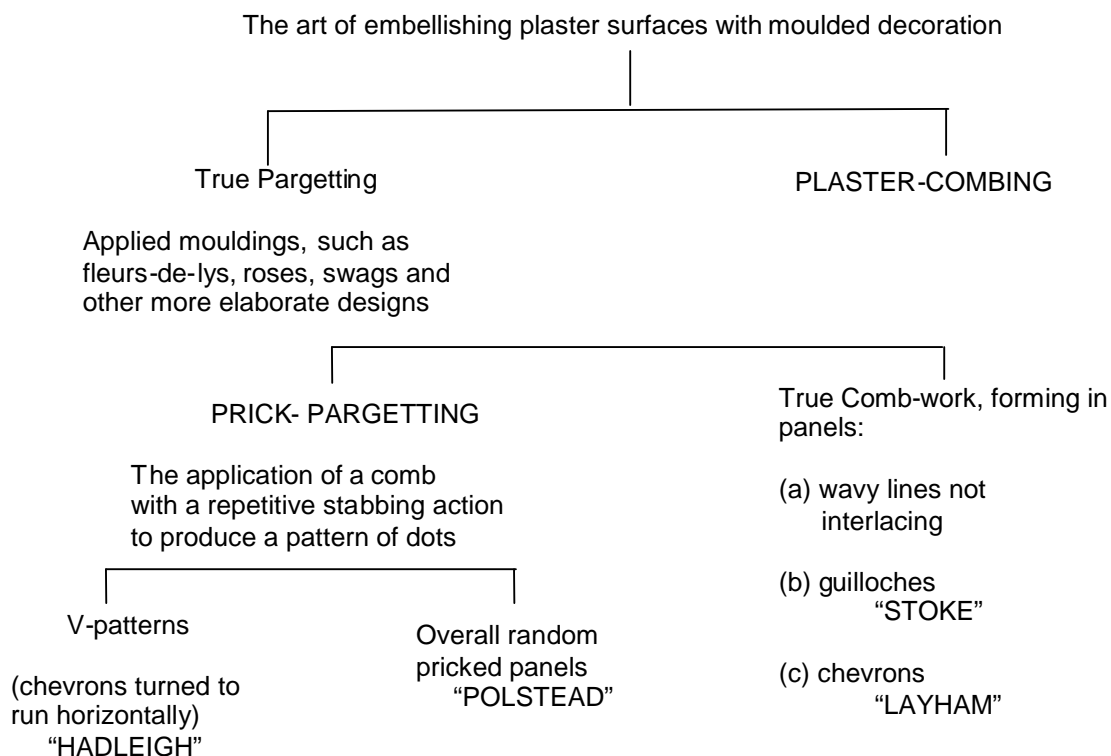 The art of embellishing plaster surfaces with moulded decoration
True Pargetting
PLASTER-COMBING
Applied mouldings, such as
fleurs-de-lys, roses, swags and
other more elaborate designs
PRICK- PARGETTING
The application of a comb
with a repetitive stabbing action
to produce a pattern of dots
True Comb-work, forming in
panels:
(a) wavy lines not
interlacing
(b) guilloches
“STOKE”
(c) chevrons
“LAYHAM”
V-patterns
(chevrons turned to
run horizontally)
“HADLEIGH”
Overall random
pricked panels
“POLSTEAD”